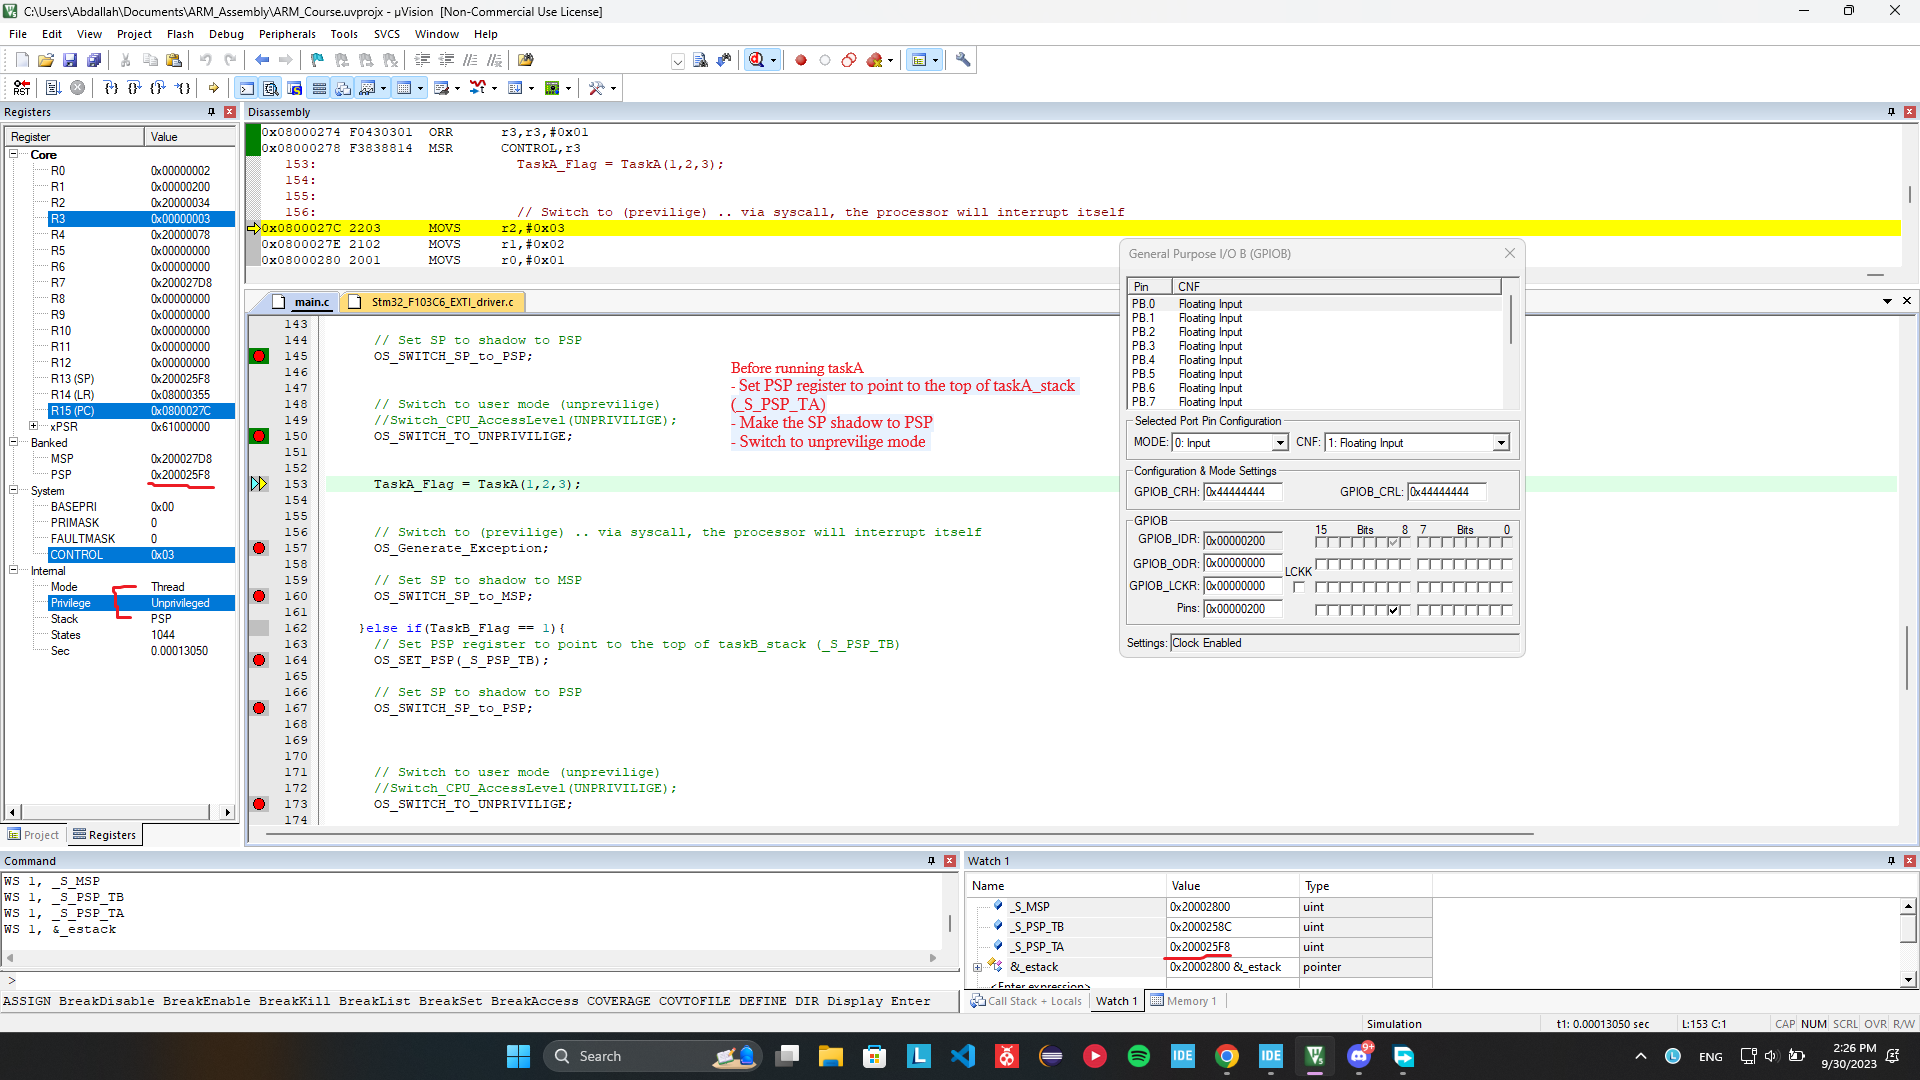 C:\Users\Abdallah\Documents\ARM_Assembly\ARM_Course.uvprojx - µVision [Non-Commercial Use License]
File Edit View Project Flash Debug Peripherals Tools SVCS Window Help
Registers
Register Value
Core
R0 0x00000002
R1 0x00000200
R2 0x20000034
R3 0x00000003
R4 0x20000078
R5 0x00000000
R6 0x00000000
R7 0x200027D8
R8 0x00000000
R9 0x00000000
R10 0x00000000
R11 0x00000000
R12 0x00000000
R13 (SP) 0x200025F8
R14 (LR) 0x08000355
R15 (PC) 0x0800027C
xPSR 0x61000000
Banked
MSP 0x200027D8
PSP 0x200025F8
System
BASEPRI 0x00
PRIMASK 0
FAULTMASK 0
CONTROL 0x03
Internal
Mode Thread
Privilege Unprivileged
Stack PSP
States 1044
Sec 0.00013050
Project Registers
Disassembly
0x08000274 F0430301 ORR r3,r3,#0x01
0x08000278 F3838814 MSR CONTROL,r3
153: TaskA_Flag = TaskA(1,2,3);
154:
155:
156: // Switch to (previlige) .. via syscall, the processor will interrupt itself
0x0800027C 2203 MOVS r2,#0x03
0x0800027E 2102 MOVS r1,#0x02
0x08000280 2001 MOVS r0,#0x01
main.c Stm32_F103C6_EXTI_driver.c
143
144 // Set SP to shadow to PSP
145 OS_SWITCH_SP_to_PSP;
146
147
148 // Switch to user mode (unprevilige)
149 //Switch_CPU_AccessLevel(UNPRIVILIGE);
150 OS_SWITCH_TO_UNPRIVILIGE;
151
152
153 TaskA_Flag = TaskA(1,2,3);
154
155
156 // Switch to (previlige) .. via syscall, the processor will interrupt itself
157 OS_Generate_Exception;
158
159 // Set SP to shadow to MSP
160 OS_SWITCH_SP_to_MSP;
161
162 }else if(TaskB_Flag == 1){
163 // Set PSP register to point to the top of taskB_stack (_S_PSP_TB)
164 OS_SET_PSP(_S_PSP_TB);
165
166 // Set SP to shadow to PSP
167 OS_SWITCH_SP_to_PSP;
168
169
170
171 // Switch to user mode (unprevilige)
172 //Switch_CPU_AccessLevel(UNPRIVILIGE);
173 OS_SWITCH_TO_UNPRIVILIGE;
174
Before running taskA
- Set PSP register to point to the top of taskA_stack
(_S_PSP_TA)
- Make the SP shadow to PSP
- Switch to unprevilige mode
General Purpose I/O B (GPIOB)
Pin CNF
PB.0 Floating Input
PB.1 Floating Input
PB.2 Floating Input
PB.3 Floating Input
PB.4 Floating Input
PB.5 Floating Input
PB.6 Floating Input
PB.7 Floating Input
Selected Port Pin Configuration
MODE: 0: Input CNF: 1: Floating Input
Configuration & Mode Settings
GPIOB_CRH: 0x44444444 GPIOB_CRL: 0x44444444
GPIOB
15 Bits 8 7 Bits 0
GPIOB_IDR: 0x00000200
GPIOB_ODR: 0x00000000
LCKK
GPIOB_LCKR: 0x00000000
Pins: 0x00000200
Settings: Clock Enabled
Command
WS 1, _S_MSP
WS 1, _S_PSP_TB
WS 1, _S_PSP_TA
WS 1, &_estack
>
ASSIGN BreakDisable BreakEnable BreakKill BreakList BreakSet BreakAccess COVERAGE COVTOFILE DEFINE DIR Display Enter
Watch 1
Name Value Type
_S_MSP 0x20002800 uint
_S_PSP_TB 0x2000258C uint
_S_PSP_TA 0x200025F8 uint
&_estack 0x20002800 &_estack pointer
<Enter expression>
Call Stack + Locals Watch 1 Memory 1
Simulation t1: 0.00013050 sec L:153 C:1 CAP NUM SCRL OVR R/W
Search
IDE
IDE
9+
ENG
2:26 PM
9/30/2023